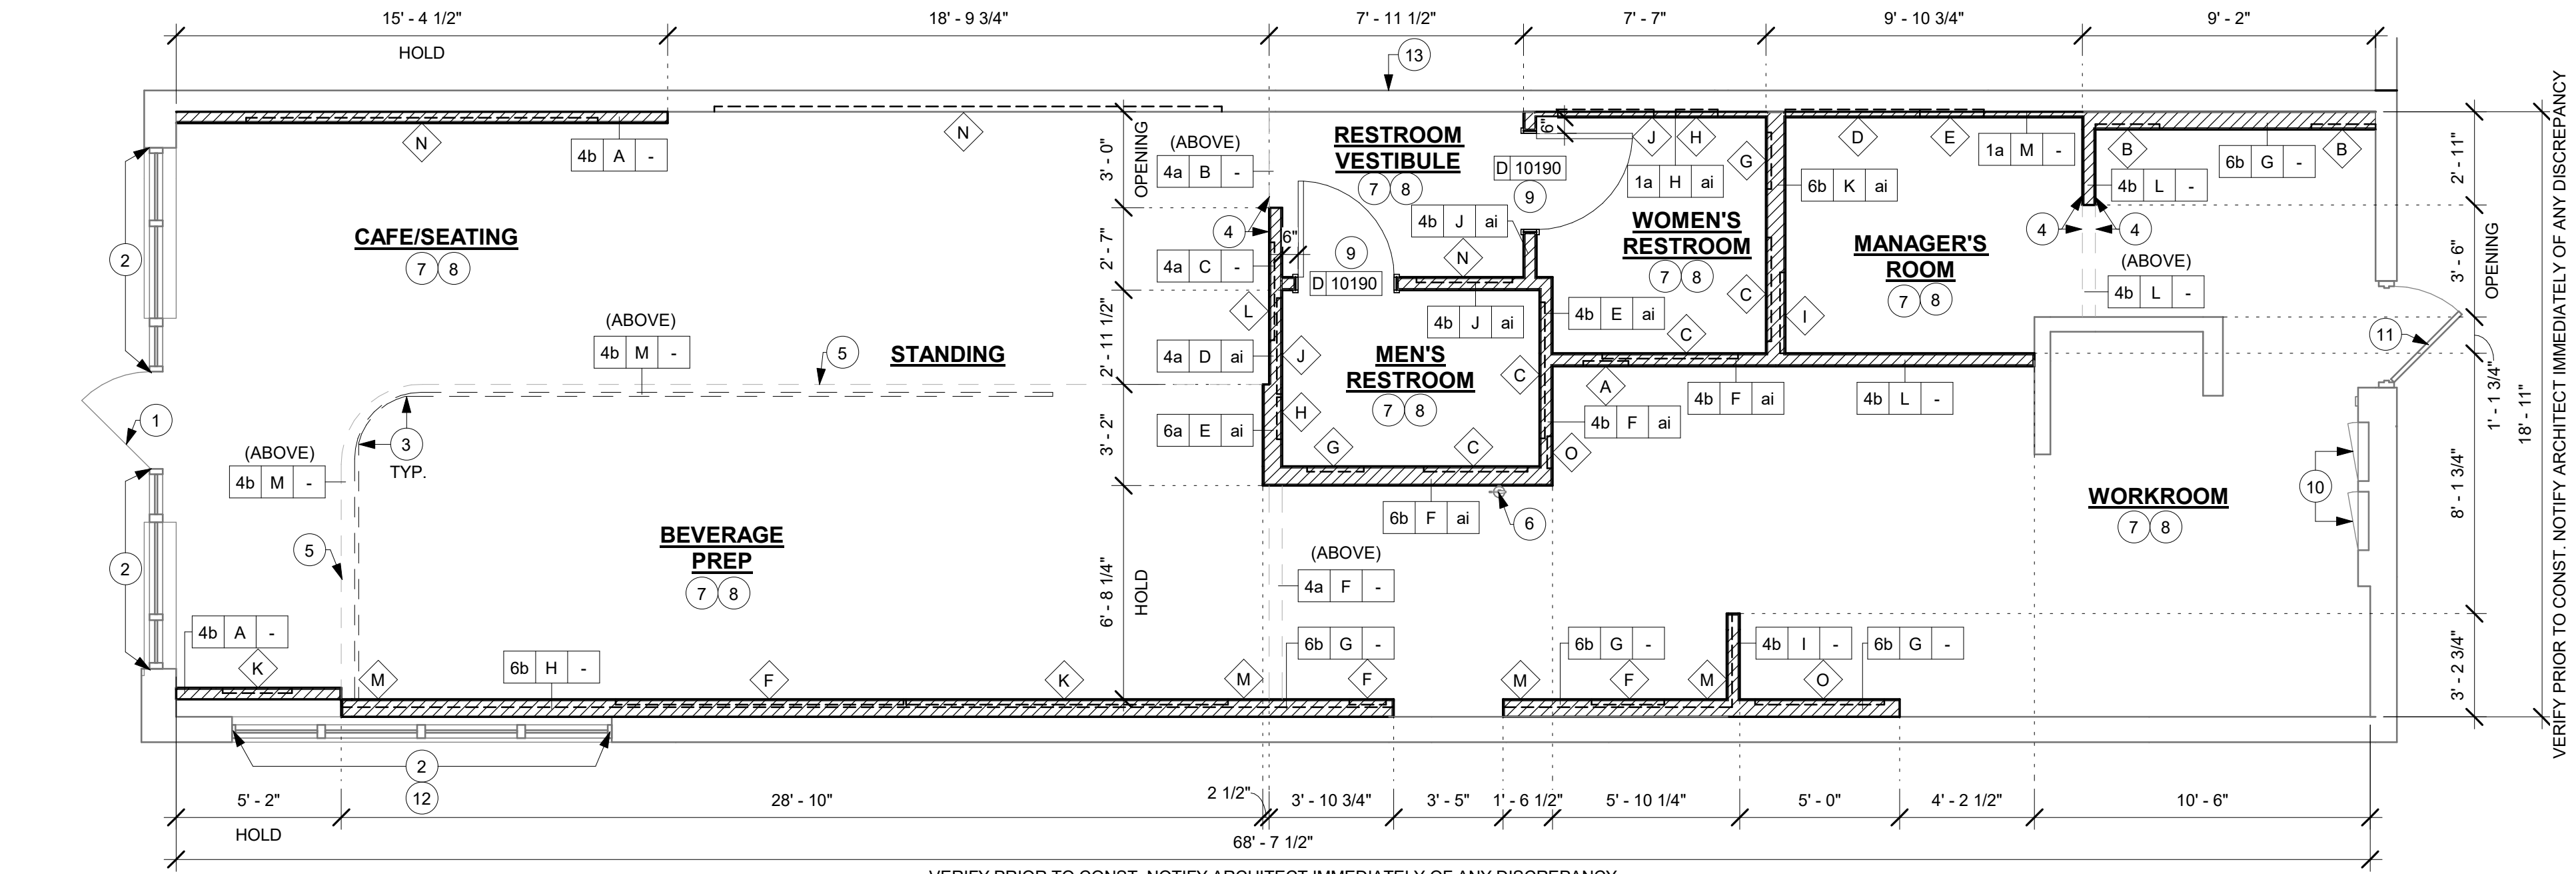 15' - 4 1/2"
18' - 9 3/4"
7' - 11 1/2"
7' - 7"
9' - 10 3/4"
9' - 2"
HOLD
13
N
4b A -
N
3' - 0"
OPENING
(ABOVE)
4a B -
RESTROOM
VESTIBULE
7 8
6"
D 10190
9
J
H
G
1a H ai
6b K ai
D
E
1a M -
B
4b L -
6b G -
B
2' - 11"
2
CAFE/SEATING
7 8
4
6"
2' - 7"
4a C -
4b J ai
N
9
D 10190
WOMEN'S
RESTROOM
7 8
C
MANAGER'S
ROOM
7 8
4
4
(ABOVE)
4b L -
3' - 6"
OPENING
(ABOVE)
4b M -
5
STANDING
2' - 11 1/2"
L
4a D ai
J
4b J ai
MEN'S
RESTROOM
7 8
C
4b E ai
C
I
A
4b F ai
4b F ai
4b L -
11
1' - 1 3/4"
18' - 11"
VERIFY PRIOR TO CONST. NOTIFY ARCHITECT IMMEDIATELY OF ANY DISCREPANCY
1
3
TYP.
(ABOVE)
4b M -
3' - 2"
6a E ai
H
G
C
O
6b F ai
6
WORKROOM
7 8
10
8' - 1 3/4"
2
5
BEVERAGE
PREP
7 8
6' - 8 1/4"
HOLD
(ABOVE)
4a F -
4b A -
K
M
6b H -
F
K
M
6b G -
F
M
6b G -
F
M
4b I -
O
6b G -
3' - 2 3/4"
2
12
5' - 2"
HOLD
28' - 10"
2 1/2"
3' - 10 3/4"
3' - 5"
1' - 6 1/2"
5' - 10 1/4"
5' - 0"
4' - 2 1/2"
10' - 6"
68' - 7 1/2"
VERIFY PRIOR TO CONST. NOTIFY ARCHITECT IMMEDIATELY OF ANY DISCREPANCY